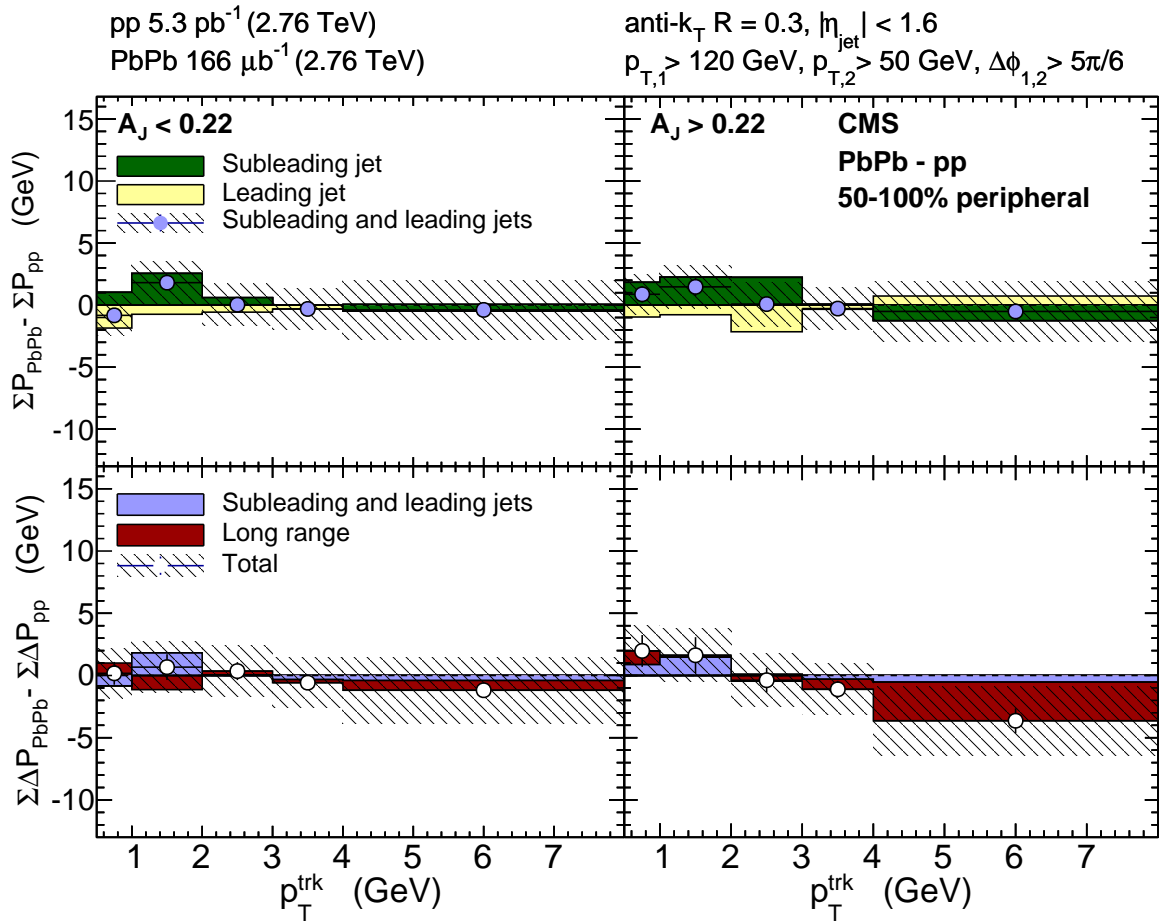 pp 5.3 pb⁻¹ (2.76 TeV)
PbPb 166 μb⁻¹ (2.76 TeV)
anti-k_T R = 0.3, |η_jet| < 1.6
p_T,1 > 120 GeV, p_T,2 > 50 GeV, Δϕ_1,2 > 5π/6
A_J < 0.22
Subleading jet
Leading jet
Subleading and leading jets
A_J > 0.22
CMS
PbPb - pp
50-100% peripheral
ΣP_PbPb - ΣP_pp (GeV)
15
10
5
0
-5
-10
Subleading and leading jets
Long range
Total
ΣΔP_PbPb - ΣΔP_pp (GeV)
15
10
5
0
-5
-10
1 2 3 4 5 6 7
1 2 3 4 5 6 7
p_T^trk (GeV)
p_T^trk (GeV)